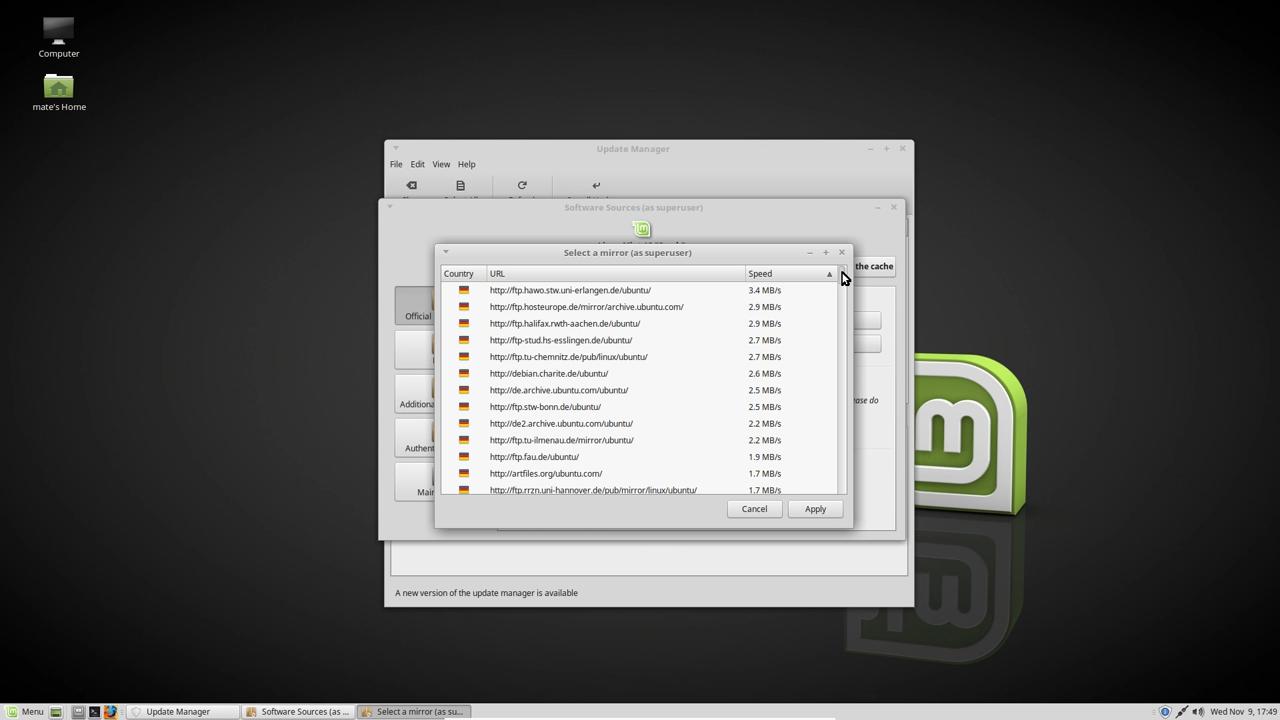 Computer
mate's Home
Update Manager
File Edit View Help
Software Sources (as superuser)
Select a mirror (as superuser)
the cache
Country URL Speed
http://ftp.hawo.stw.uni-erlangen.de/ubuntu/ 3.4 MB/s
http://ftp.hosteurope.de/mirror/archive.ubuntu.com/ 2.9 MB/s
http://ftp.halifax.rwth-aachen.de/ubuntu/ 2.9 MB/s
Official
http://ftp-stud.hs-esslingen.de/ubuntu/ 2.7 MB/s
http://ftp.tu-chemnitz.de/pub/linux/ubuntu/ 2.7 MB/s
http://debian.charite.de/ubuntu/ 2.6 MB/s
http://de.archive.ubuntu.com/ubuntu/ 2.5 MB/s
Additiona
http://ftp.stw-bonn.de/ubuntu/ 2.5 MB/s
ase do
http://de2.archive.ubuntu.com/ubuntu/ 2.2 MB/s
http://ftp.tu-ilmenau.de/mirror/ubuntu/ 2.2 MB/s
Authent
http://ftp.fau.de/ubuntu/ 1.9 MB/s
http://artfiles.org/ubuntu.com/ 1.7 MB/s
http://ftp.rrzn.uni-hannover.de/pub/mirror/linux/ubuntu/ 1.7 MB/s
Mai
Cancel Apply
A new version of the update manager is available
Menu Update Manager Software Sources (as ... Select a mirror (as su... Wed Nov 9, 17:49